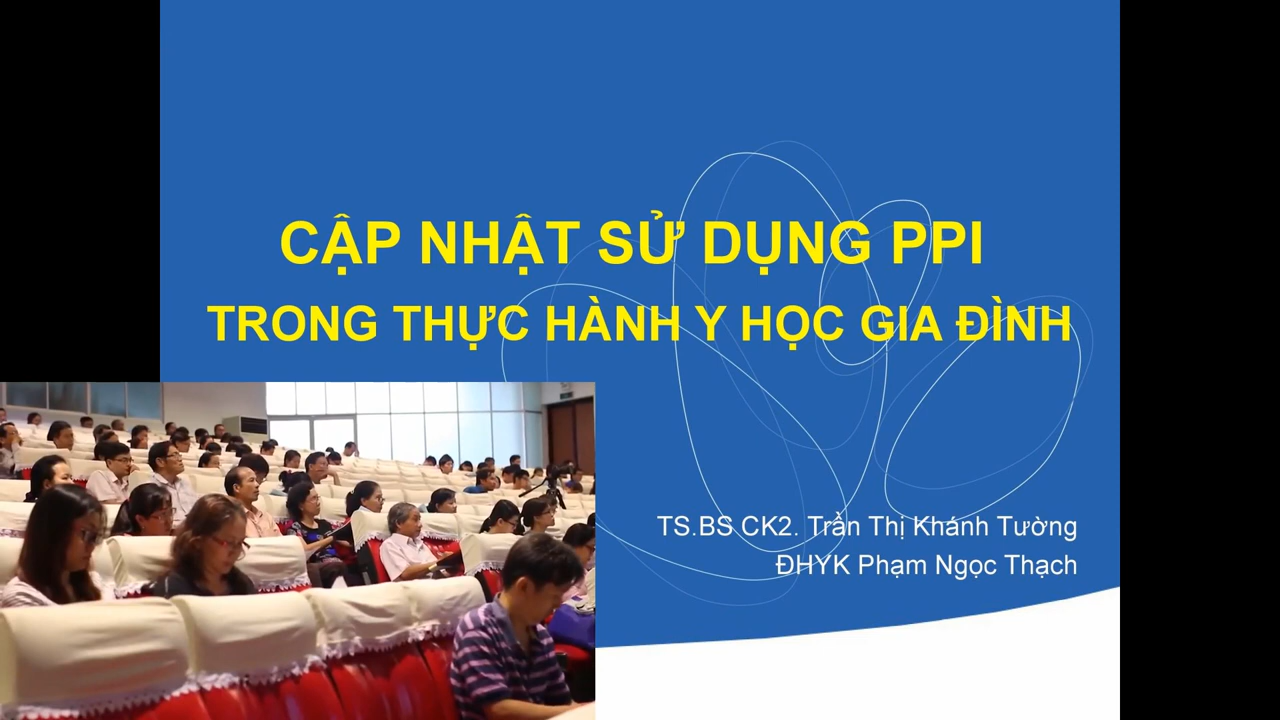 CẬP NHẬT SỬ DỤNG PPI
TRONG THỰC HÀNH Y HỌC GIA ĐÌNH
TS.BS CK2. Trần Thị Khánh Tường
ĐHYK Phạm Ngọc Thạch